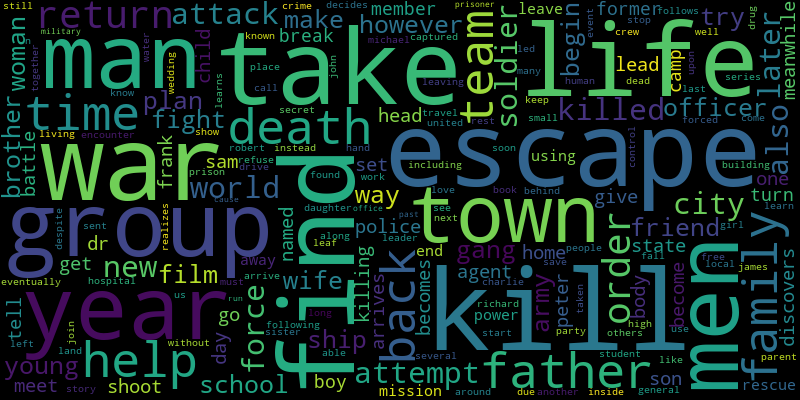 still
return
attack
member
make
however
crime
decides
team
prisoner
soldier
leave
begin
former
stop
event
follows
try
drug
also
later
meanwhile
woman
military
together
man
water
wedding
child
known
place
call
take
michael
captured
john
break
life
crew
well
lead
human
dead
camp
upon
last
series
many
led
leaving
know
learns
time
plan
secret
head
travel
united
rest
keep
small
killed
officer
forced
come
brother
battle
living
encounter
fight
death
war
frank
show
sam
robert
instead
refuse
hand
drive
prison
found
work
set
including
soon
using
escape
control
building
one
turn
learn
world
daughter
office
way
love
book
behind
give
city
girl
group
despite
sent
realizes
cause
dr
named
along
leaf
past
leader
police
see
next
town
friend
order
state
fall
free
local
men
james
family
discovers
get
new
film
away
wife
find
killing
end
gang
home
people
save
agent
charlie
becomes
arrives
back
eventually
hospital
us
must
arrive
force
run
go
day
long
following
sister
ship
able
army
peter
taken
richard
power
start
kill
party
body
high
others
become
use
year
tell
left
join
land
without
help
young
meet
story
shoot
school
boy
attempt
mission
several
around
father
due
another
inside
student
son
general
like
parent
rescue